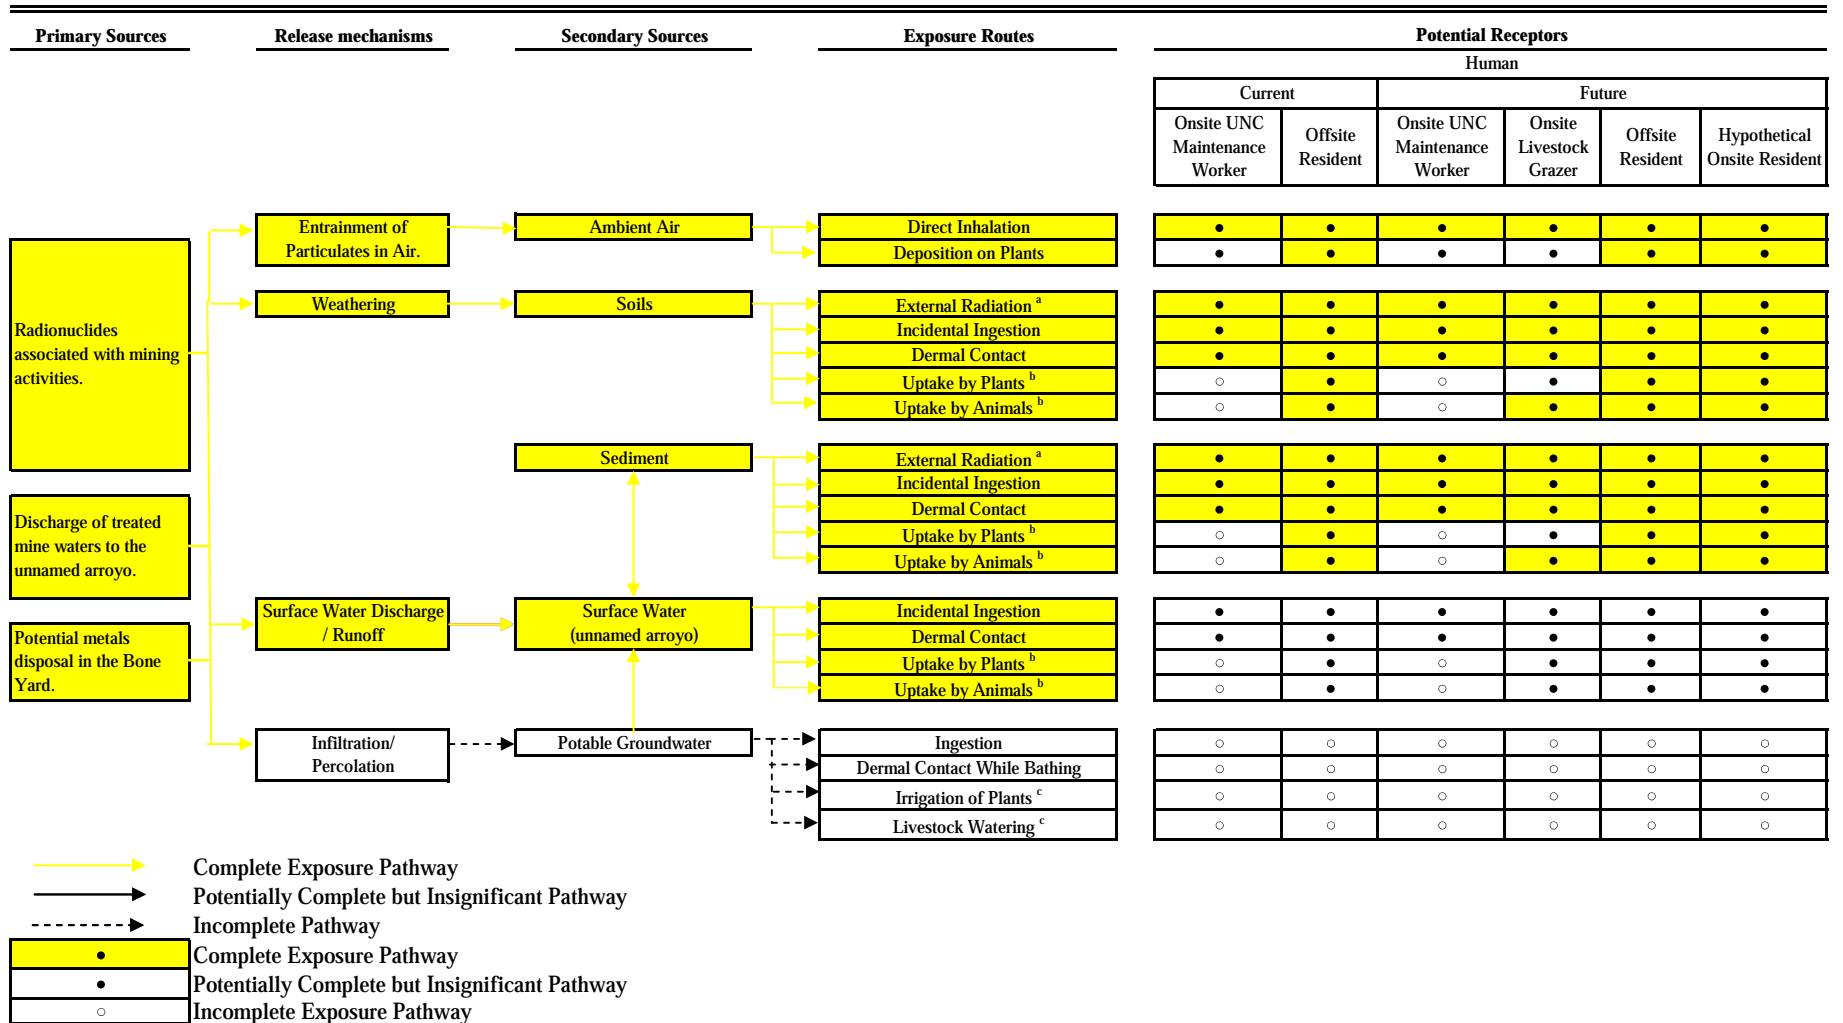 Primary Sources Release mechanisms Secondary Sources Exposure Routes Potential Receptors
Human
Current Future
Onsite UNC Maintenance Worker
Offsite Resident
Onsite UNC Maintenance Worker
Onsite Livestock Grazer
Offsite Resident
Hypothetical Onsite Resident
Radionuclides
associated with mining
activities.
Discharge of treated
mine waters to the
unnamed arroyo.
Potential metals
disposal in the Bone
Yard.
Entrainment of
Particulates in Air.
Ambient Air
Direct Inhalation ● ● ● ● ● ●
Deposition on Plants ● ● ● ● ● ●
Weathering
Soils
External Radiation a ● ● ● ● ● ●
Incidental Ingestion ● ● ● ● ● ●
Dermal Contact ● ● ● ● ● ●
Uptake by Plants b ○ ● ○ ● ● ●
Uptake by Animals b ○ ● ○ ● ● ●
Sediment
External Radiation a ● ● ● ● ● ●
Incidental Ingestion ● ● ● ● ● ●
Dermal Contact ● ● ● ● ● ●
Uptake by Plants b ○ ● ○ ● ● ●
Uptake by Animals b ○ ● ○ ● ● ●
Surface Water Discharge
/ Runoff
Surface Water
(unnamed arroyo)
Incidental Ingestion ● ● ● ● ● ●
Dermal Contact ● ● ● ● ● ●
Uptake by Plants b ○ ● ○ ● ● ●
Uptake by Animals b ○ ● ○ ● ● ●
Infiltration/
Percolation
Potable Groundwater
Ingestion ○ ○ ○ ○ ○ ○
Dermal Contact While Bathing ○ ○ ○ ○ ○ ○
Irrigation of Plants c ○ ○ ○ ○ ○ ○
Livestock Watering c ○ ○ ○ ○ ○ ○
Complete Exposure Pathway
Potentially Complete but Insignificant Pathway
Incomplete Pathway
● Complete Exposure Pathway
● Potentially Complete but Insignificant Pathway
○ Incomplete Exposure Pathway